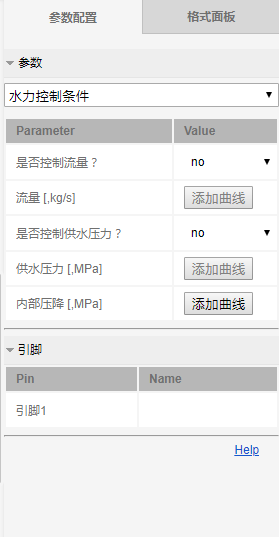 参数配置 格式面板
参数
水力控制条件
Parameter Value
是否控制流量？ no
流量 [,kg/s] 添加曲线
是否控制供水压力？ no
供水压力 [,MPa] 添加曲线
内部压降 [,MPa] 添加曲线
引脚
Pin Name
引脚1
Help